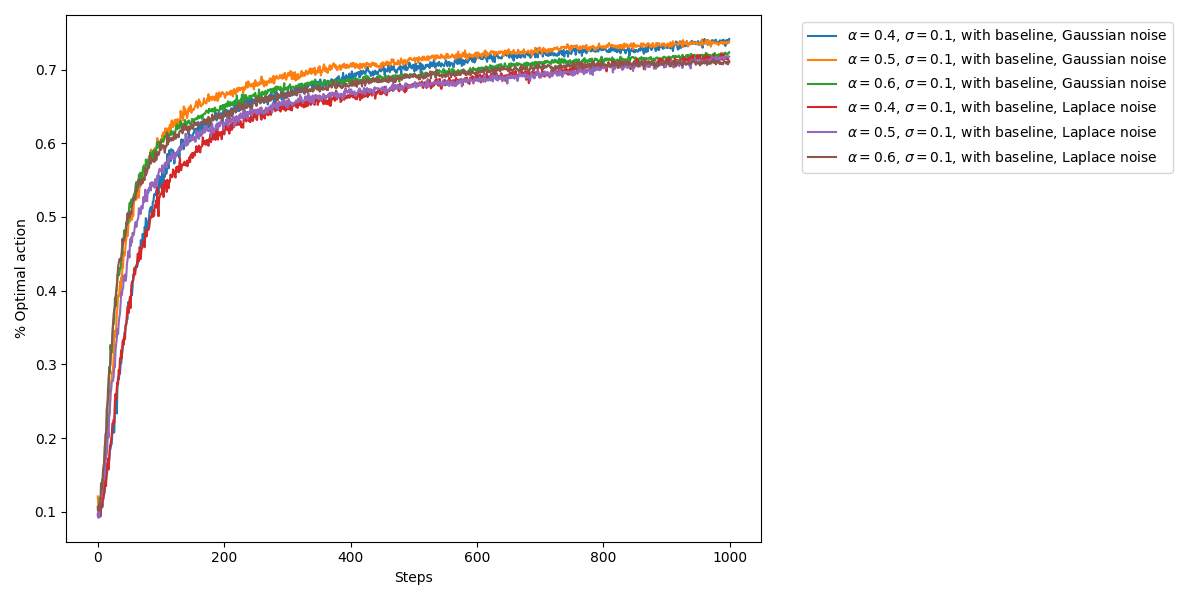 α = 0.4, σ = 0.1, with baseline, Gaussian noise
α = 0.5, σ = 0.1, with baseline, Gaussian noise
α = 0.6, σ = 0.1, with baseline, Gaussian noise
α = 0.4, σ = 0.1, with baseline, Laplace noise
α = 0.5, σ = 0.1, with baseline, Laplace noise
α = 0.6, σ = 0.1, with baseline, Laplace noise
% Optimal action
0.7
0.6
0.5
0.4
0.3
0.2
0.1
0 200 400 600 800 1000
Steps